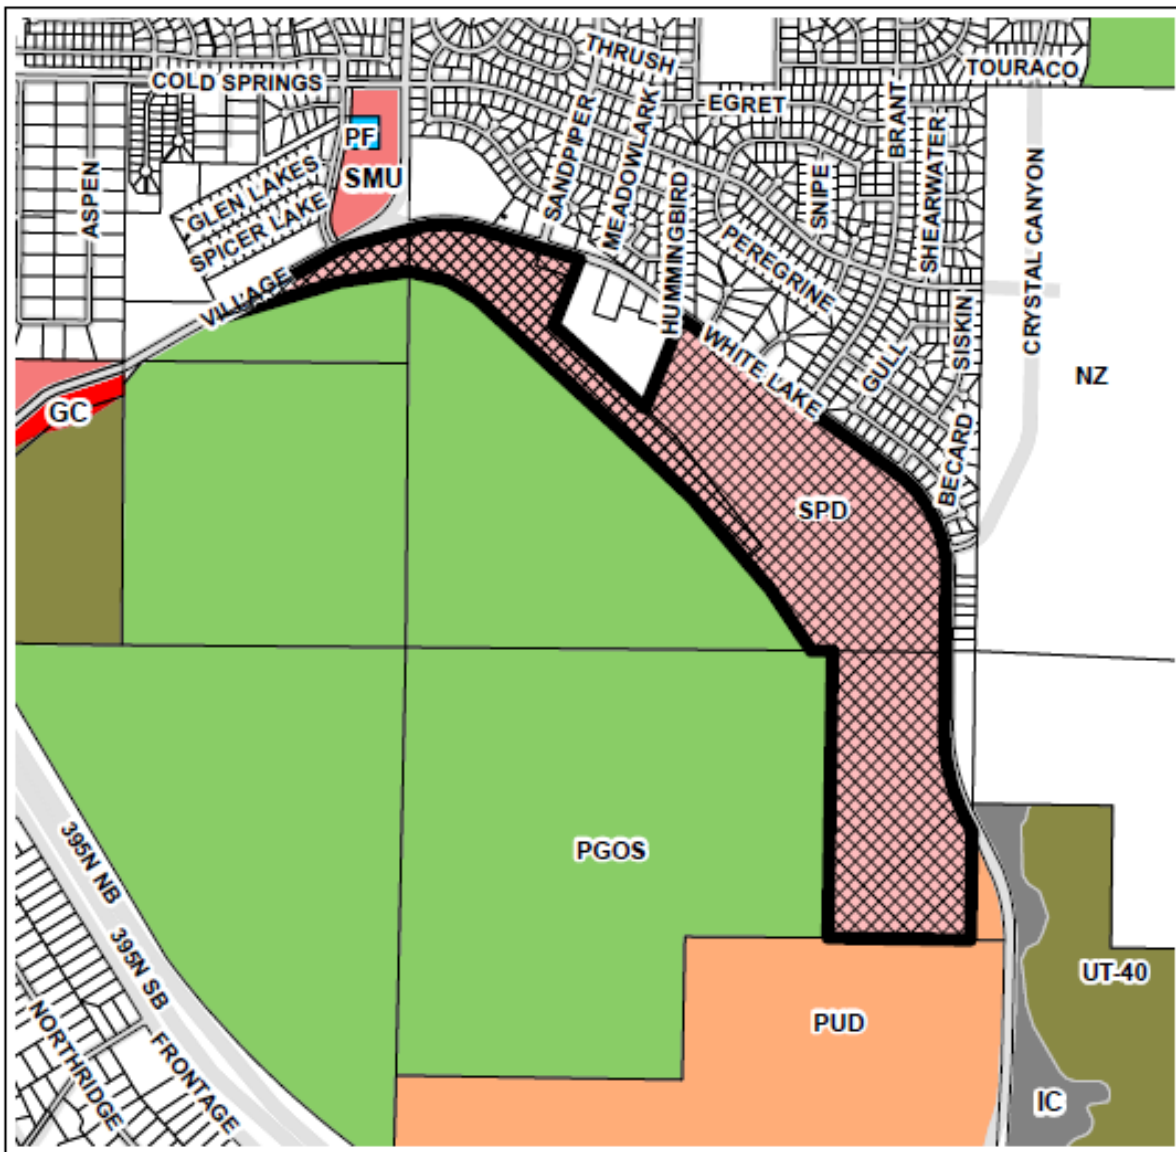 THRUSH
TOURACO
COLD SPRINGS
SANDPIPER
MEADOWLARK
EGRET
BRANT
PF
SMU
ASPEN
GLEN LAKES
SPICER LAKE
HUMMINGBIRD
SNIPE
SHEARWATER
CRYSTAL CANYON
PEREGRINE
VILLAGE
WHITE LAKE
GULL
SISKIN
NZ
GC
BECARD
SPD
395N NB
PGOS
395N SB
UT-40
PUD
NORTHRIDGE
FRONTAGE
IC